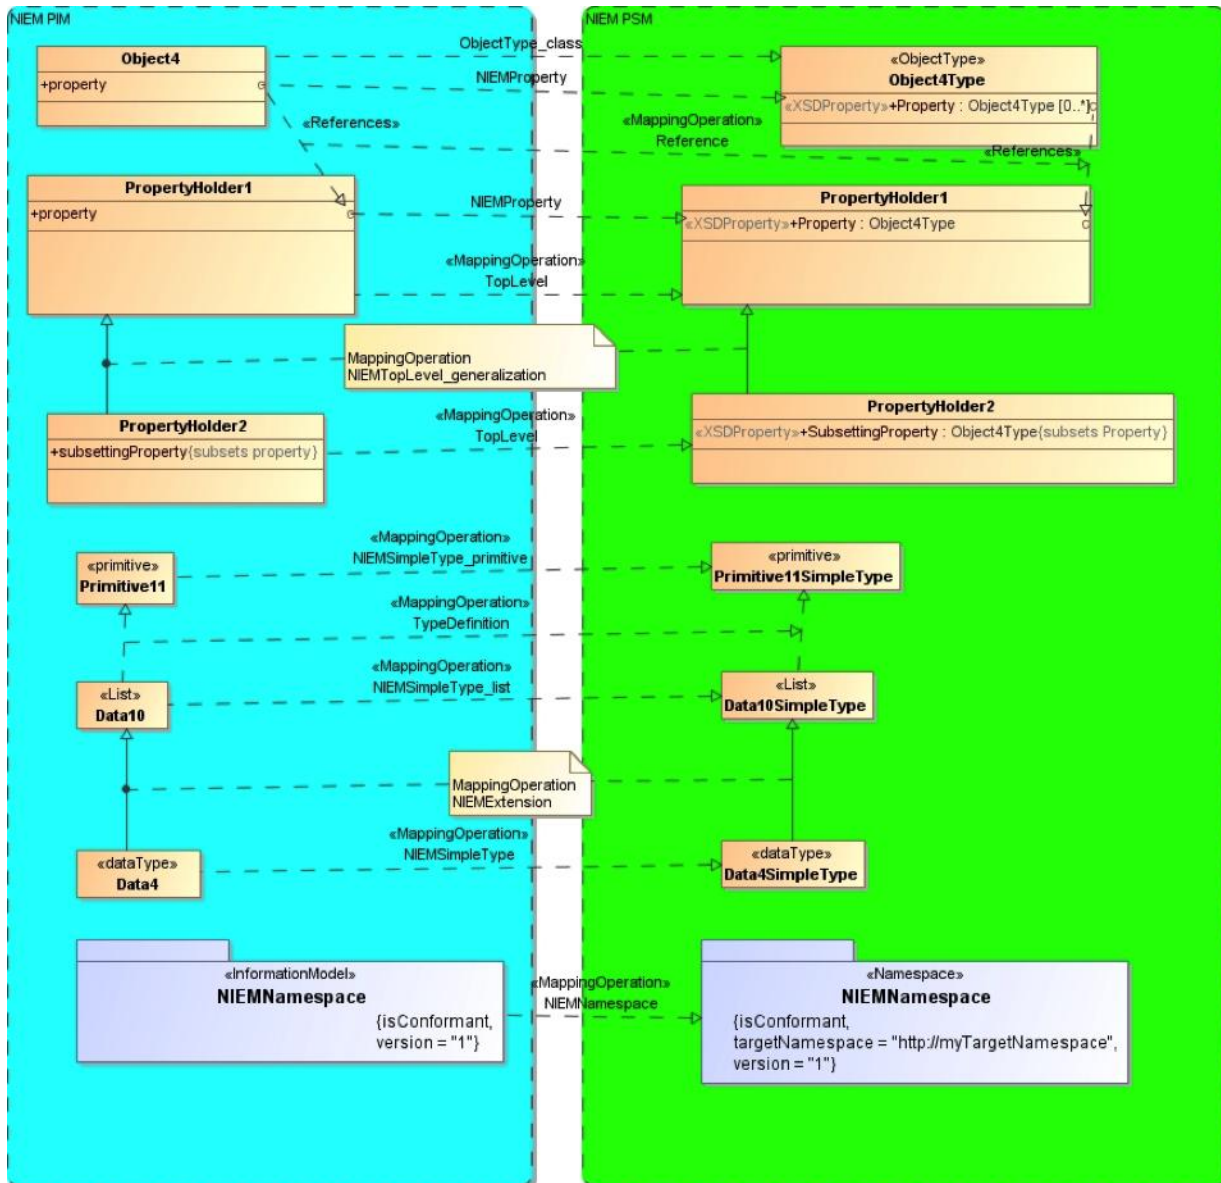 NIEM PIM
NIEM PSM
Object4
+property
ObjectType_class
NIEMProperty
«ObjectType»
Object4Type
«XSDProperty»+Property : Object4Type [0..*]
«References»
«MappingOperation»
Reference
«References»
PropertyHolder1
+property
NIEMProperty
PropertyHolder1
«XSDProperty»+Property : Object4Type
«MappingOperation»
TopLevel
MappingOperation
NIEMTopLevel_generalization
PropertyHolder2
+subsettingProperty{subsets property}
«MappingOperation»
TopLevel
PropertyHolder2
«XSDProperty»+SubsettingProperty : Object4Type{subsets Property}
«primitive»
Primitive11
«MappingOperation»
NIEMSimpleType_primitive
«primitive»
Primitive11SimpleType
«MappingOperation»
TypeDefinition
«List»
Data10
«MappingOperation»
NIEMSimpleType_list
«List»
Data10SimpleType
MappingOperation
NIEMExtension
«dataType»
Data4
«MappingOperation»
NIEMSimpleType
«dataType»
Data4SimpleType
«InformationModel»
NIEMNamespace
{isConformant,
version = "1"}
«MappingOperation»
NIEMNamespace
«Namespace»
NIEMNamespace
{isConformant,
targetNamespace = "http://myTargetNamespace",
version = "1"}